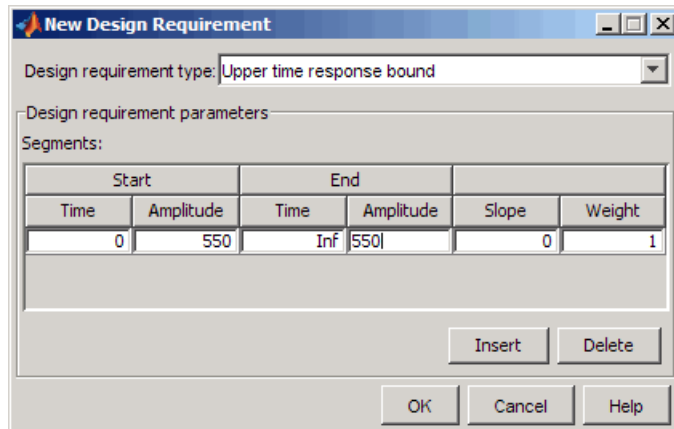 New Design Requirement
Design requirement type: Upper time response bound
Design requirement parameters
Segments:
Start End
Time Amplitude Time Amplitude Slope Weight
0 550 Inf 550 0 1
Insert Delete
OK Cancel Help